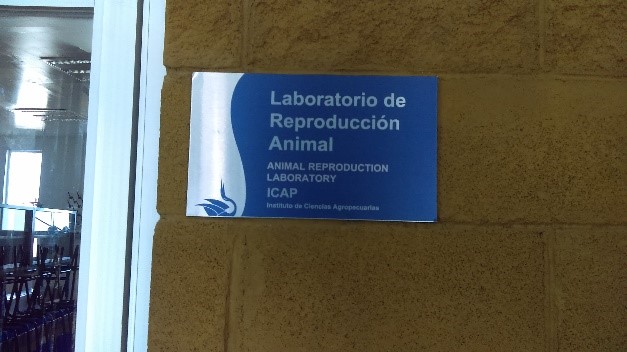 Laboratorio de
Reproducción
Animal
ANIMAL REPRODUCTION
LABORATORY
ICAP
Instituto de Ciencias Agropecuarias